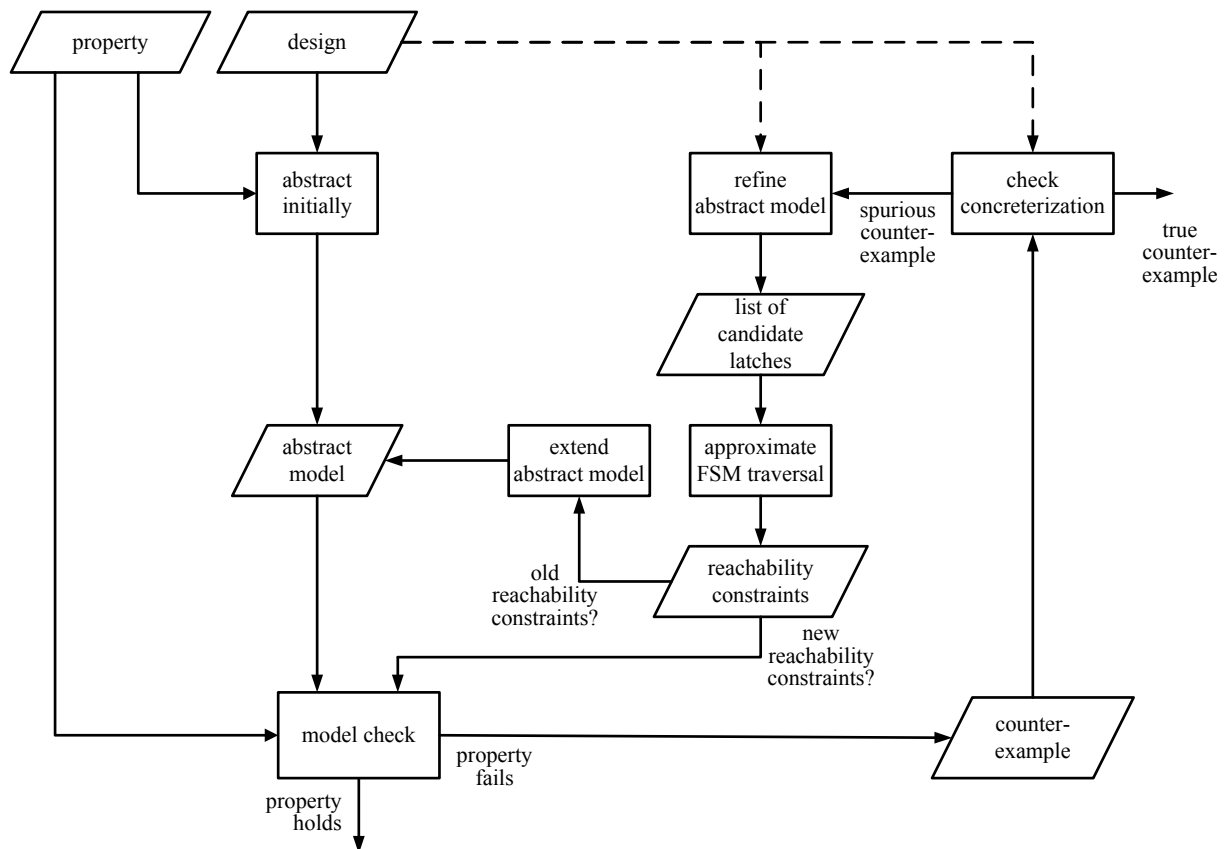 property
design
abstract
initially
refine
abstract model
spurious
counter-
example
check
concreterization
true
counter-
example
list of
candidate
latches
abstract
model
extend
abstract model
approximate
FSM traversal
old
reachability
constraints?
reachability
constraints
new
reachability
constraints?
model check
property
fails
counter-
example
property
holds